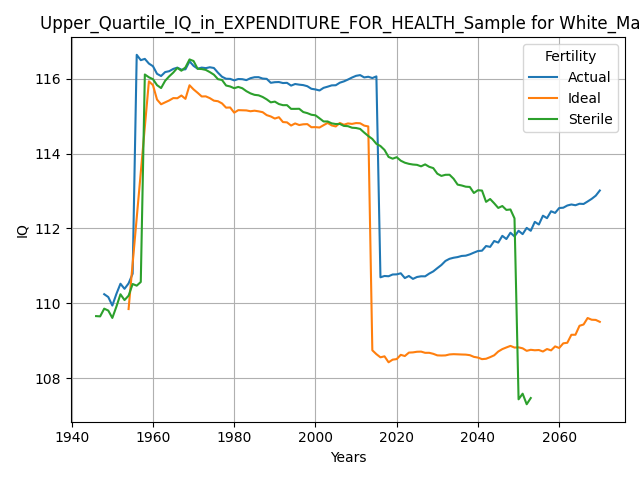 Upper_Quartile_IQ_in_EXPENDITURE_FOR_HEALTH_Sample for White_Ma
Fertility
Actual
Ideal
Sterile
116
114
112
110
108
IQ
1940 1960 1980 2000 2020 2040 2060
Years